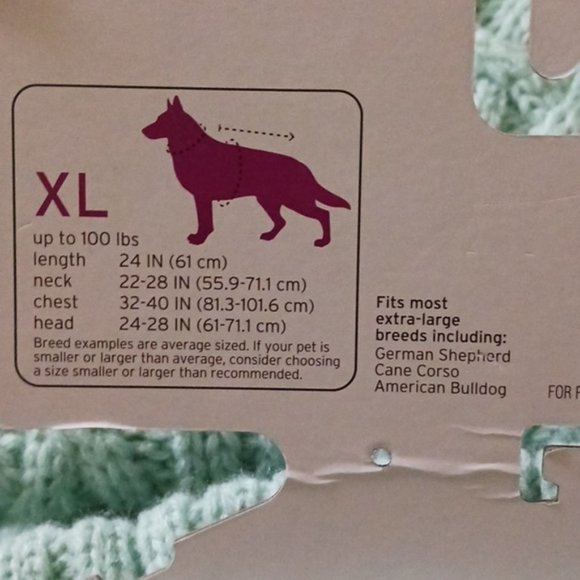 XL
up to 100 lbs
length 24 IN (61 cm)
neck 22-28 IN (55.9-71.1 cm)
chest 32-40 IN (81.3-101.6 cm)
head 24-28 IN (61-71.1 cm)
Breed examples are average sized. If your pet is
smaller or larger than average, consider choosing
a size smaller or larger than recommended.
Fits most
extra-large
breeds including:
German Shepherd
Cane Corso
American Bulldog
FOR